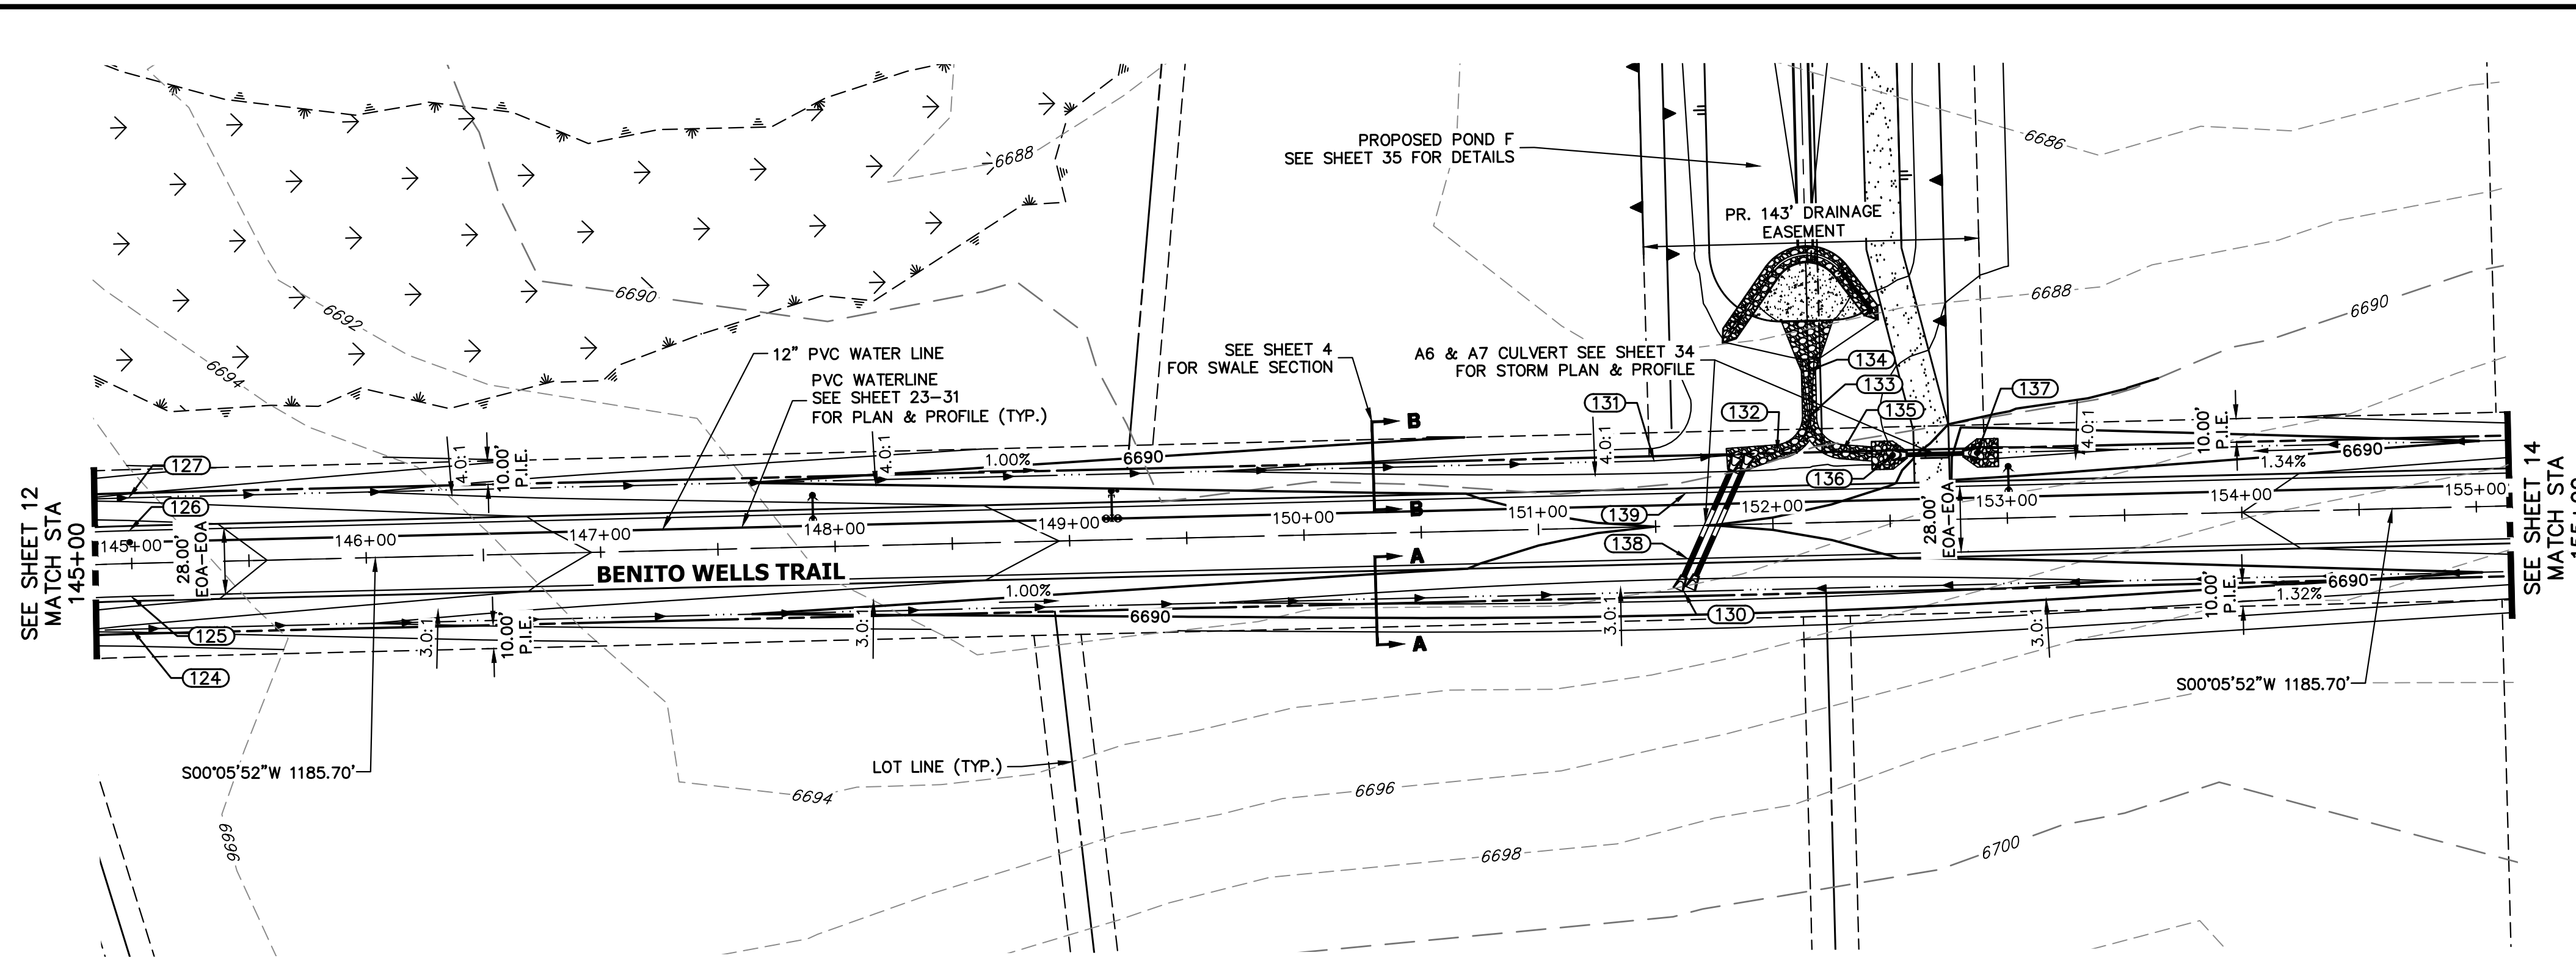 6686
6688
PROPOSED POND F
SEE SHEET 35 FOR DETAILS
PR. 143' DRAINAGE
EASEMENT
6690
6692
6694
6688
6690
12" PVC WATER LINE
PVC WATERLINE
SEE SHEET 23-31
FOR PLAN & PROFILE (TYP.)
SEE SHEET 4
FOR SWALE SECTION
A6 & A7 CULVERT SEE SHEET 34
FOR STORM PLAN & PROFILE
134
133
137
131
132
135
B
127
4.0:1
10.00'
P.I.E.
4.0:1
1.00%
6690
4.0:1
136
4.0:1
10.00'
P.I.E.
1.34%
6690
126
B
139
SEE SHEET 12
MATCH STA
145+00
145+00
146+00
147+00
148+00
149+00
150+00
151+00
152+00
153+00
154+00
155+00
SEE SHEET 14
MATCH STA
155+00
28.00'
EOA-EOA
28.00'
EOA-EOA
138
BENITO WELLS TRAIL
A
1.00%
6690
6690
1.32%
125
3.0:1
10.00'
P.I.E.
3.0:1
3.0:1
130
3.0:1
10.00'
P.I.E.
A
124
S00°05'52"W 1185.70'
S00°05'52"W 1185.70'
LOT LINE (TYP.)
6694
6696
6696
6698
6700